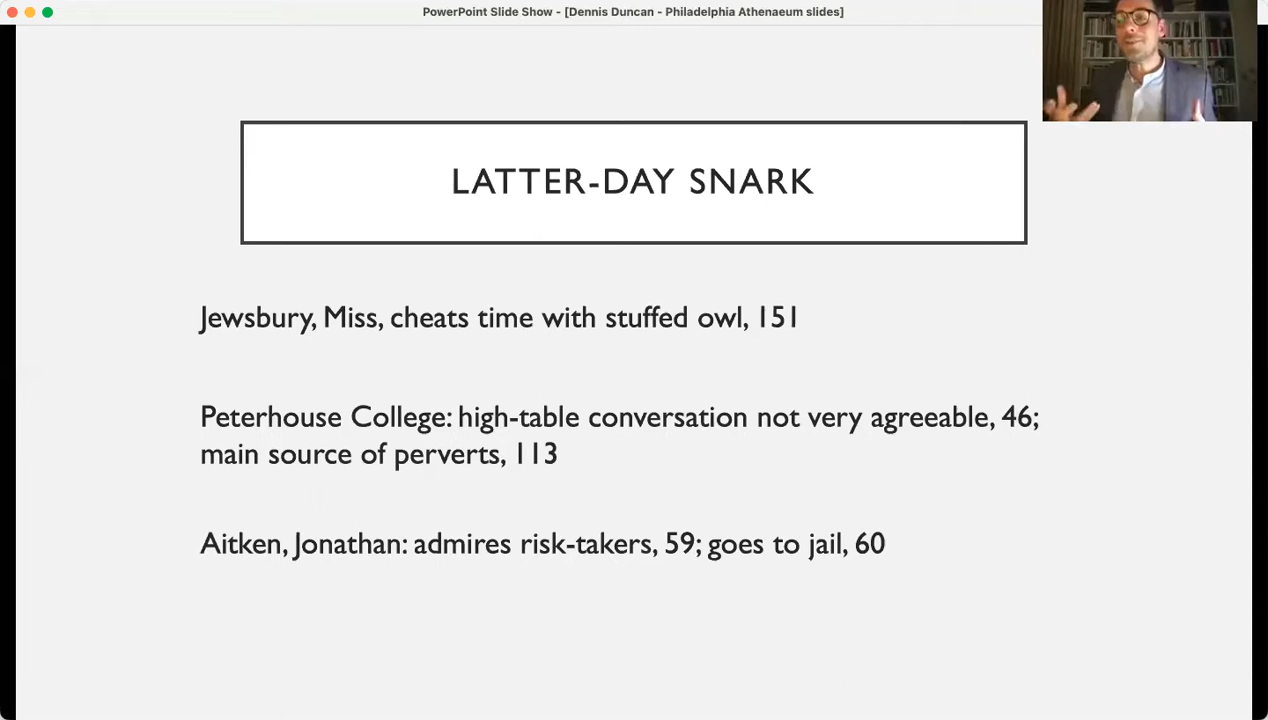 PowerPoint Slide Show - [Dennis Duncan - Philadelphia Athenaeum slides]
LATTER-DAY SNARK
Jewsbury, Miss, cheats time with stuffed owl, 151
Peterhouse College: high-table conversation not very agreeable, 46;
main source of perverts, 113
Aitken, Jonathan: admires risk-takers, 59; goes to jail, 60